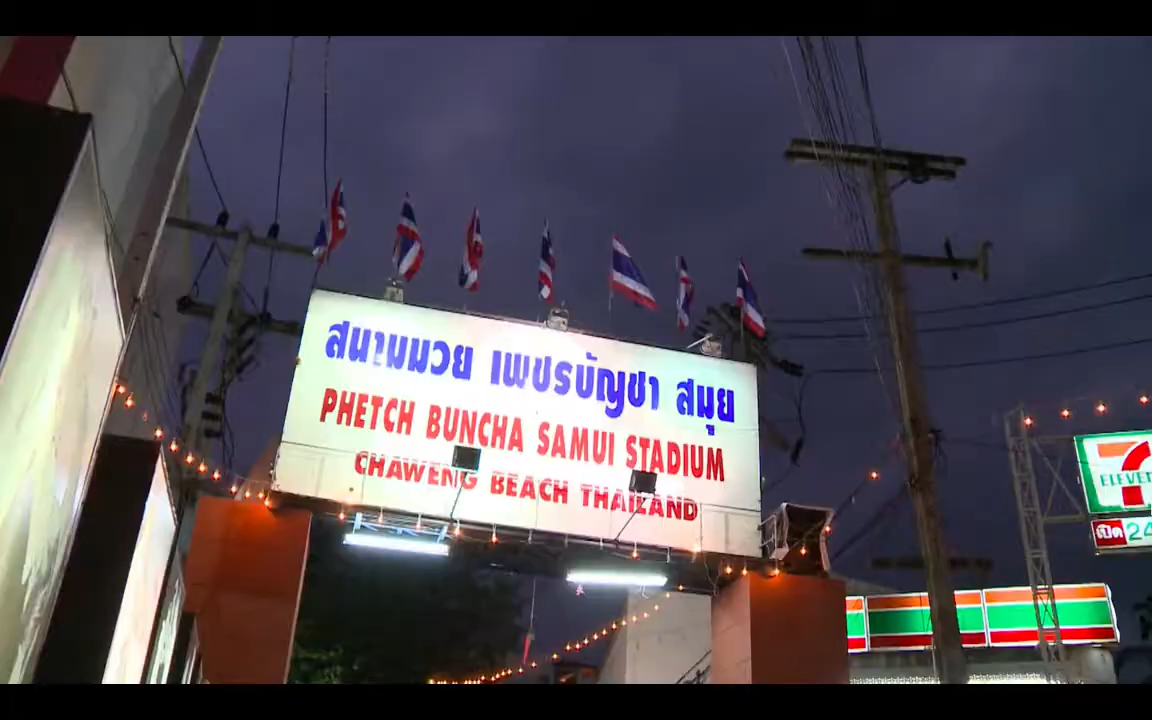 สนามมวย เพชรบัญชา สมุย
PHETCH BUNCHA SAMUI STADIUM
CHAWENG BEACH THAILAND
7
ELEVEN
เปิด 24